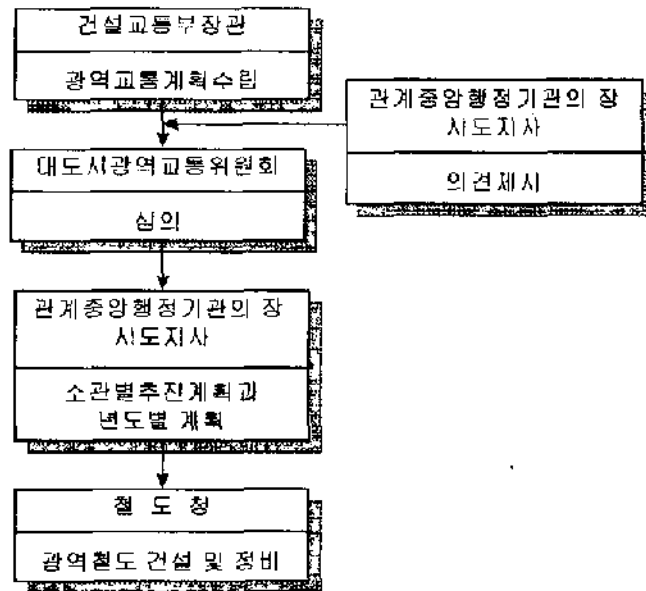 건설교통부장관
광역교통계획수립
관계중앙행정기관의 장
시도지사
의견제시
대도시광역교통위원회
심의
관계중앙행정기관의 장
시도지사
소관별추진계획과
년도별 계획
철 도 청
광역철도 건설 및 정비